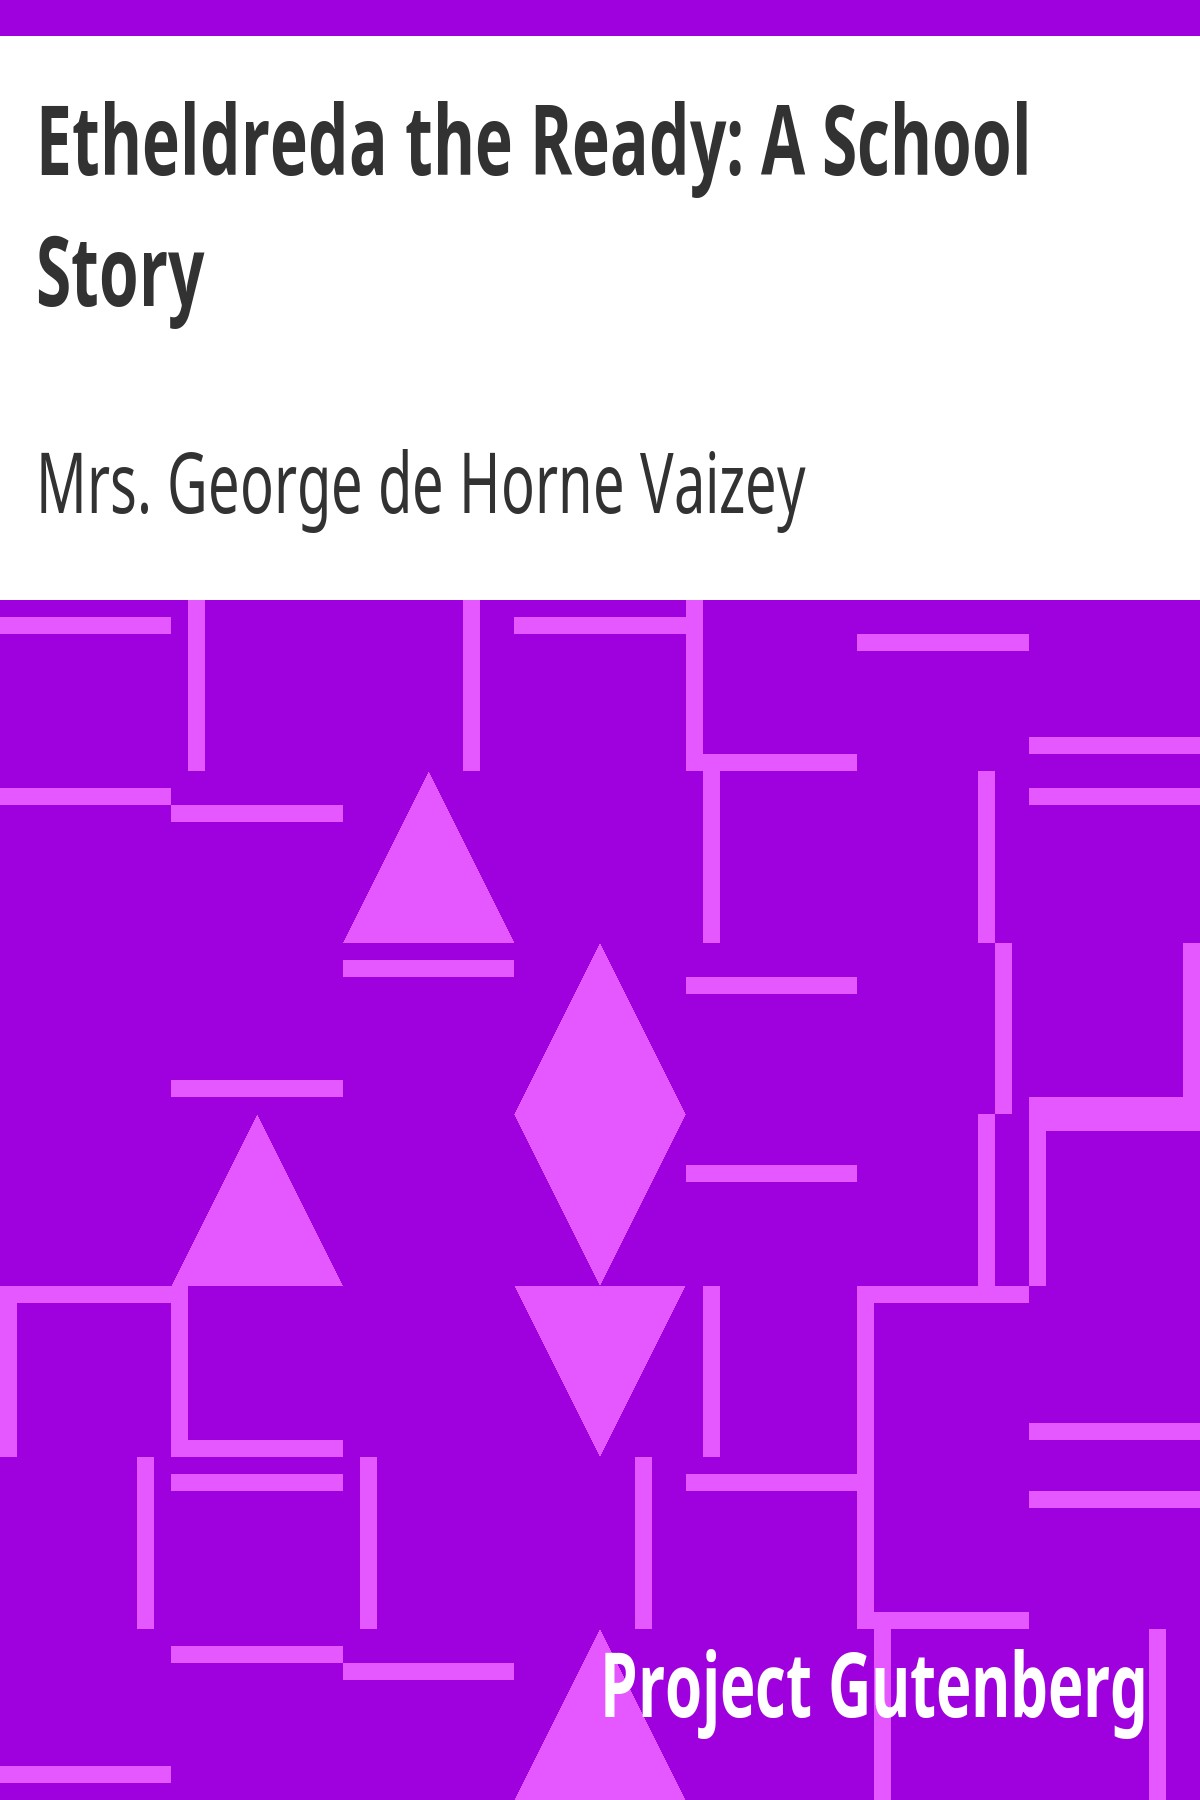 Etheldreda the Ready: A School
Story
Mrs. George de Horne Vaizey
Project Gutenberg